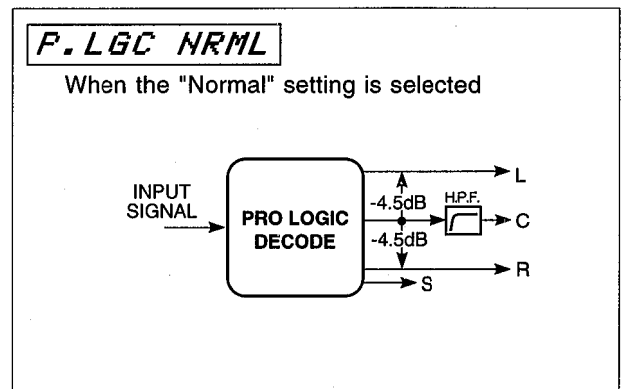 P.LGC NRML
When the "Normal" setting is selected
INPUT
SIGNAL
PRO LOGIC
DECODE
-4.5dB
-4.5dB
H.P.F.
L
C
R
S